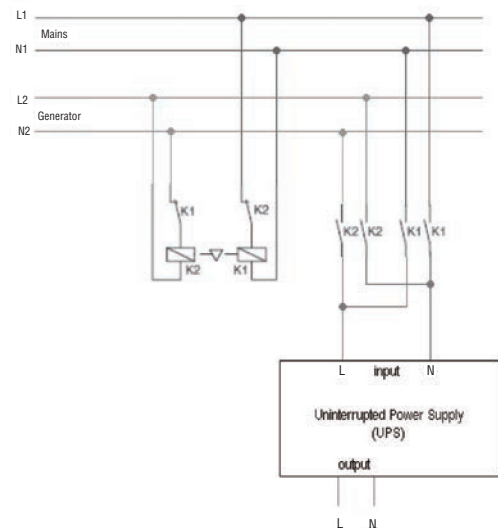 L1
Mains
N1
L2
Generator
N2
K1
K2
K2
K1
K2 K2 K1 K1
L input N
Uninterrupted Power Supply
(UPS)
output
L N